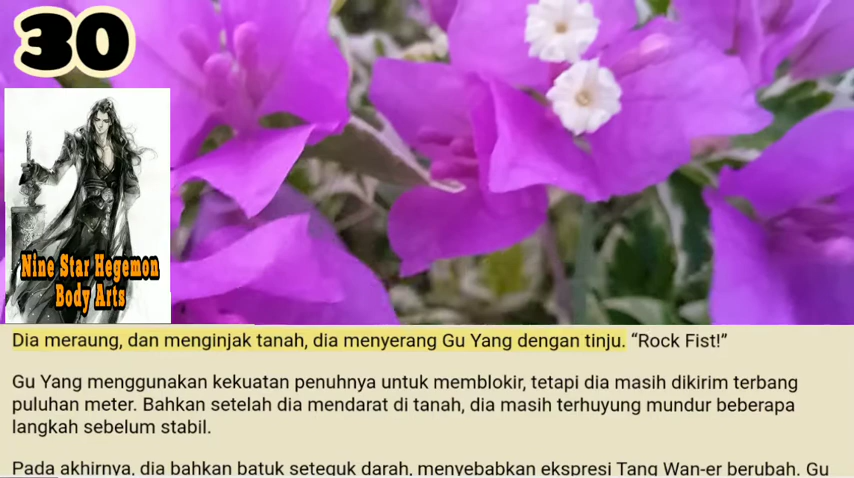 30
Nine Star Hegemon
Body Arts
Dia meraung, dan menginjak tanah, dia menyerang Gu Yang dengan tinju. “Rock Fist!”
Gu Yang menggunakan kekuatan penuhnya untuk memblokir, tetapi dia masih dikirim terbang
puluhan meter. Bahkan setelah dia mendarat di tanah, dia masih terhuyung mundur beberapa
langkah sebelum stabil.
Pada akhirnya, dia bahkan batuk seteguk darah, menyebabkan ekspresi Tang Wan-er berubah. Gu